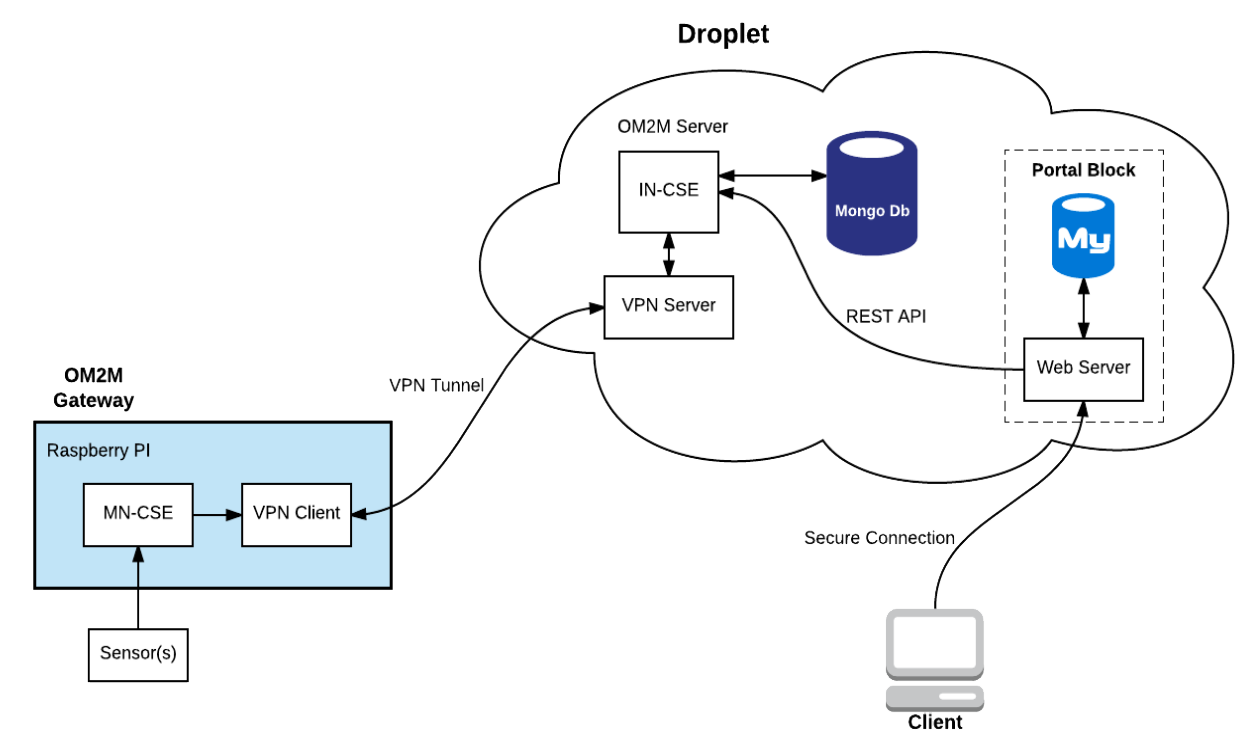 Droplet
OM2M Server
IN-CSE
Mongo Db
Portal Block
My
VPN Server
REST API
Web Server
VPN Tunnel
OM2M
Gateway
Raspberry PI
MN-CSE
VPN Client
Sensor(s)
Secure Connection
Client